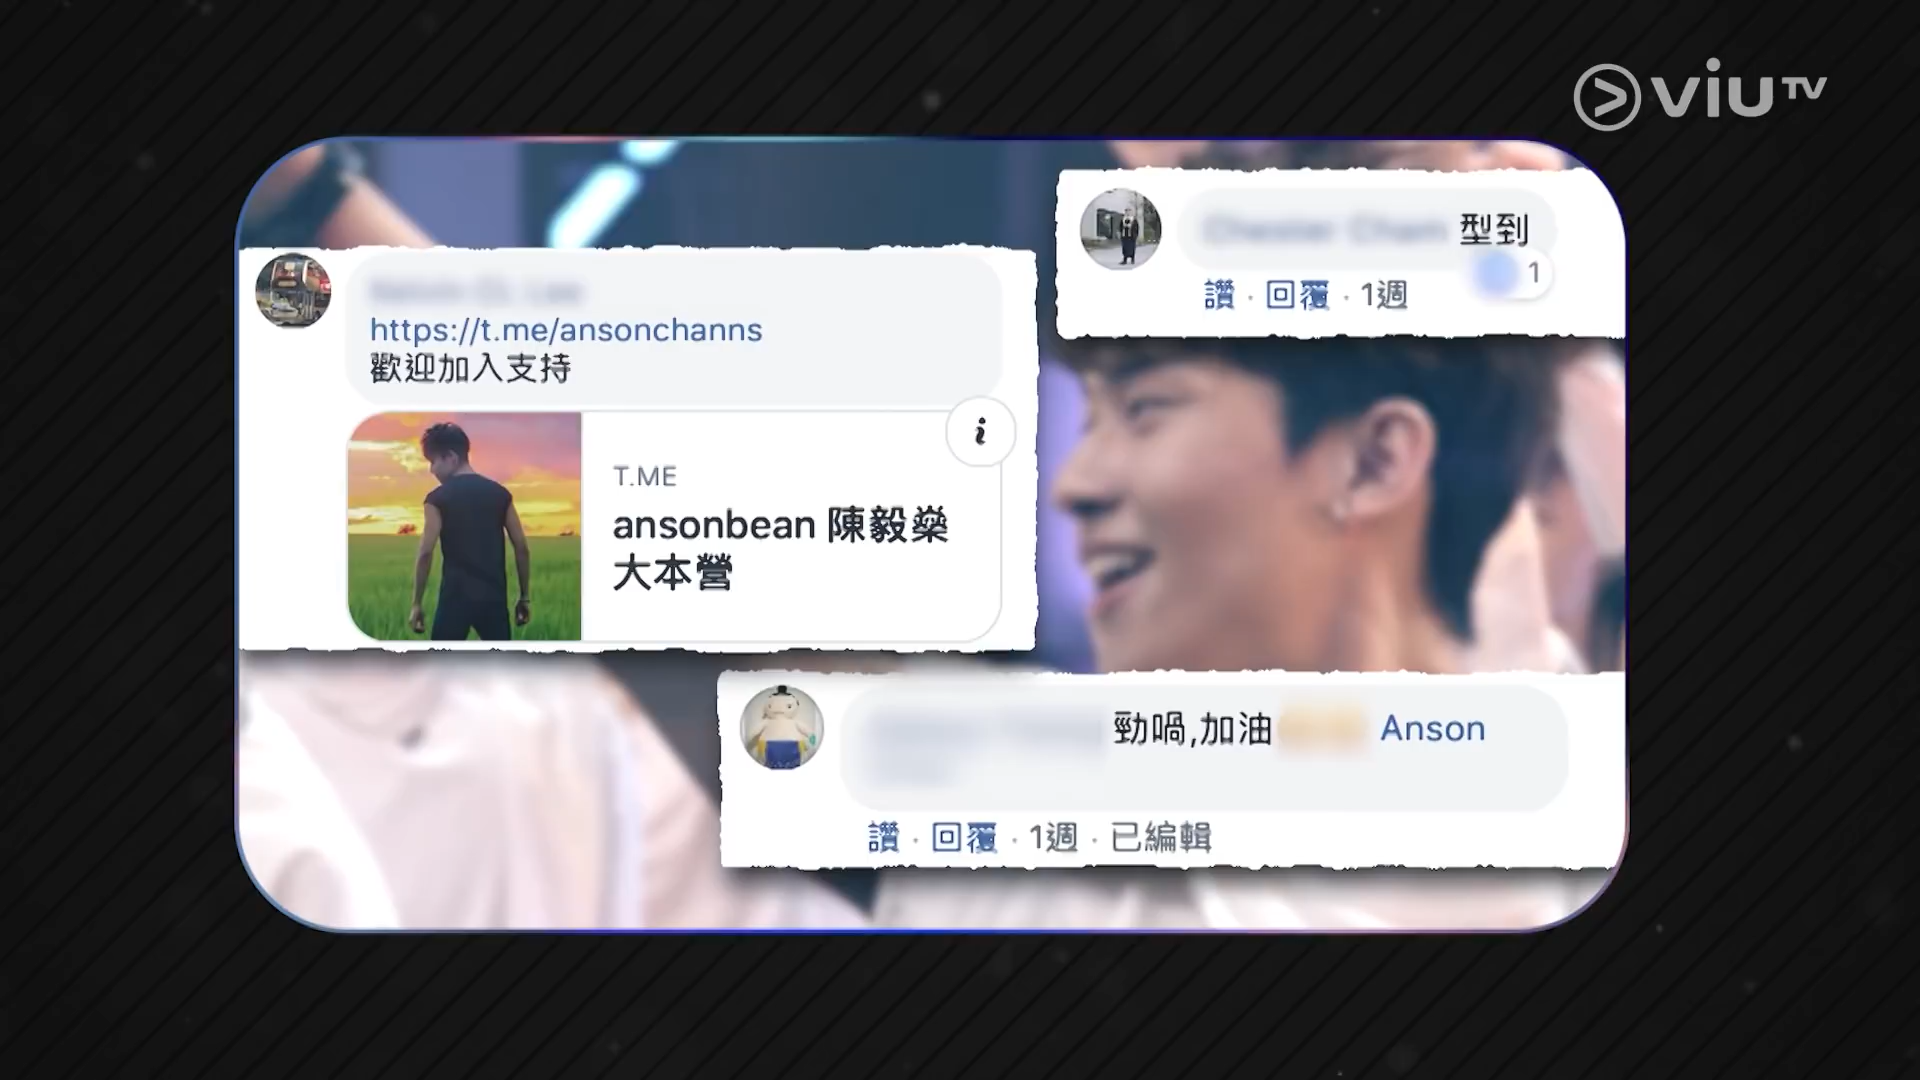 viuTV
型到
1
讚 · 回覆 · 1週
https://t.me/ansonchanns
歡迎加入支持
i
T.ME
ansonbean 陳毅燊
大本營
勁喎,加油 Anson
讚 · 回覆 · 1週 · 已編輯